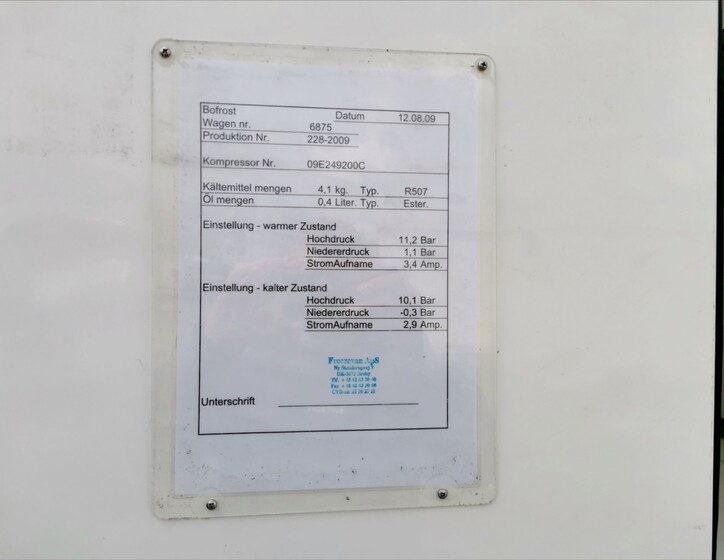 Bofrost
Datum 12.08.09
Wagen nr. 6875
Produktion Nr. 228-2009
Kompressor Nr. 09E249200C
Kältemittel mengen 4,1 kg. Typ. R507
Öl mengen 0,4 Liter. Typ. Ester.
Einstellung - warmer Zustand
Hochdruck 11,2 Bar
Niedererdruck 1,1 Bar
StromAufname 3,4 Amp.
Einstellung - kalter Zustand
Hochdruck 10,1 Bar
Niedererdruck -0,3 Bar
StromAufname 2,9 Amp.
ApS
Unterschrift